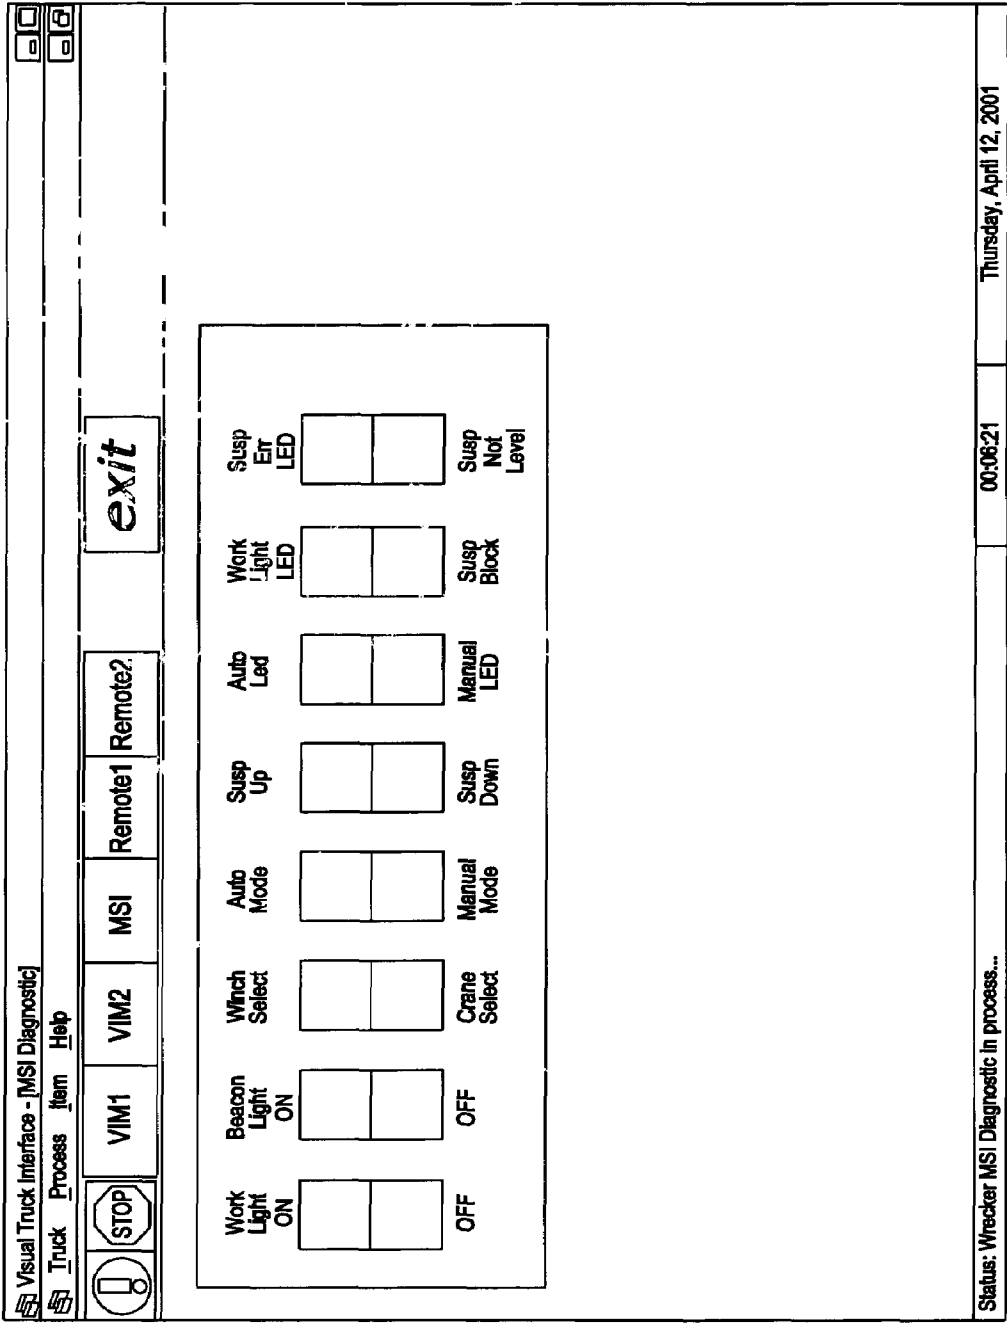 Visual Truck Interface - [MSI Diagnostic]
Truck Process Item Help
STOP VIM1 VIM2 MSI Remote1 Remote2 exit
Work
Light
ON
Beacon
Light
ON
Winch
Select
Auto
Mode
Susp
Up
Auto
Led
Work
Light
LED
Susp
Err
LED
OFF
OFF
Crane
Select
Manual
Mode
Susp
Down
Manual
LED
Susp
Block
Susp
Not
Level
Status: Wrecker MSI Diagnostic in process... 00:06:21 Thursday, April 12, 2001